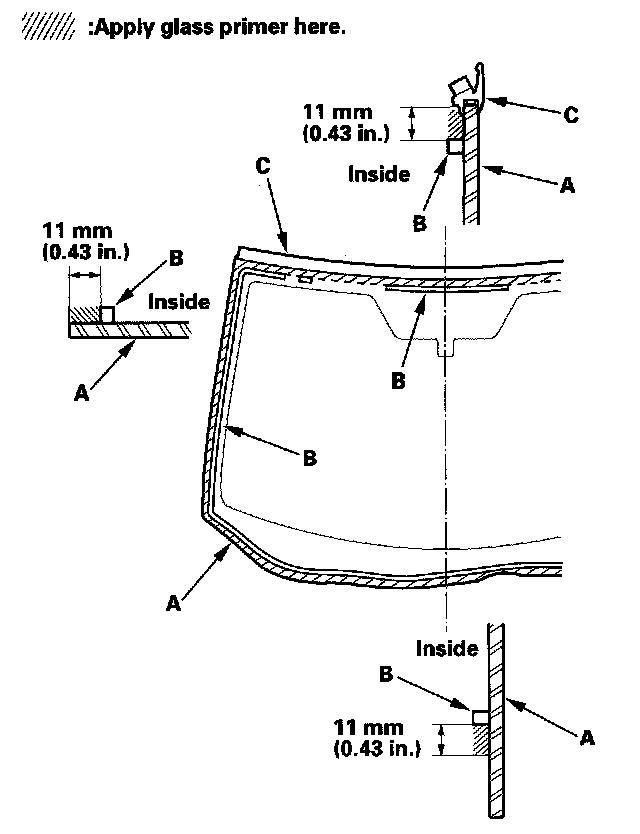 :Apply glass primer here.
11 mm
(0.43 in.)
C
Inside
A
B
C
11 mm
(0.43 in.)
B
Inside
A
B
B
A
Inside
B
A
11 mm
(0.43 in.)